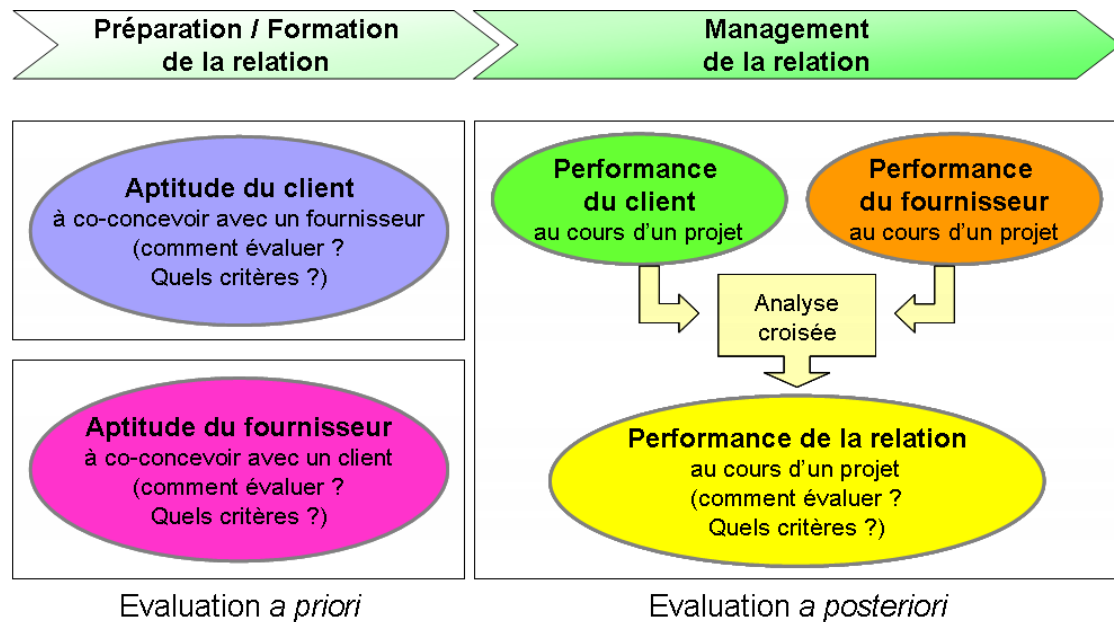 Préparation / Formation
de la relation
Management
de la relation
Aptitude du client
à co-concevoir avec un fournisseur
(comment évaluer ?
Quels critères ?)
Aptitude du fournisseur
à co-concevoir avec un client
(comment évaluer ?
Quels critères ?)
Evaluation a priori
Performance
du client
au cours d'un projet
Performance
du fournisseur
au cours d'un projet
Analyse
croisée
Performance de la relation
au cours d'un projet
(comment évaluer ?
Quels critères ?)
Evaluation a posteriori